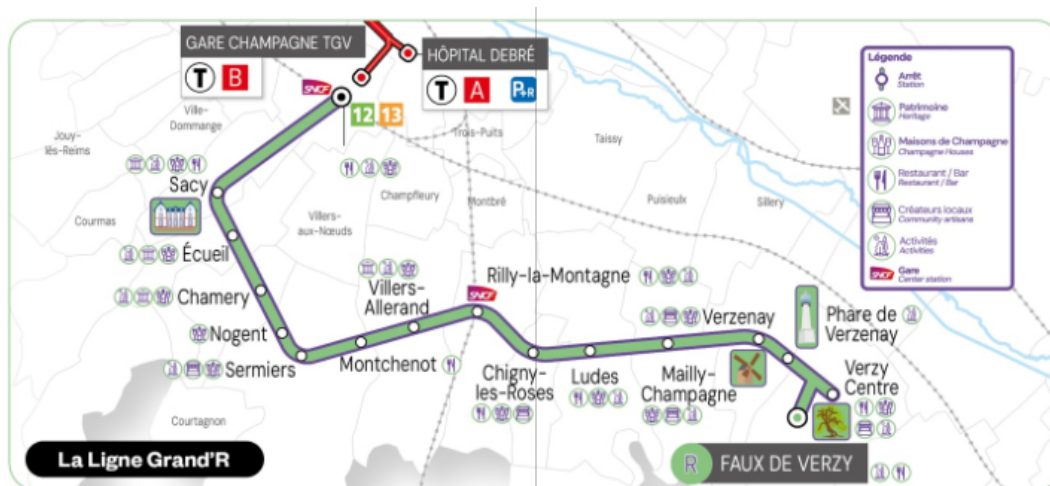 GARE CHAMPAGNE TGV
T B
HÔPITAL DEBRÉ
T A P+R
SNCF
12 13
Légende
Arrêt
Station
Patrimoine
Heritage
Maisons de Champagne
Champagne Houses
Restaurant / Bar
Restaurant / Bar
Créateurs locaux
Community artisans
Activités
Activities
SNCF
Gare
Center station
Ville-
Dommange
Jouy-
lès-Reims
Trois-Puits
Taissy
Sacy
Champfleury
Montbré
Puisieulx
Sillery
Courmas
Villers-
aux-Nœuds
Écueil
Villers-
Allerand
Rilly-la-Montagne
SNCF
Chamery
Nogent
Sermiers
Montchenot
Chigny-
les-Roses
Ludes
Mailly-
Champagne
Verzenay
Phare de
Verzenay
Verzy
Centre
Courtagnon
La Ligne Grand'R
R FAUX DE VERZY